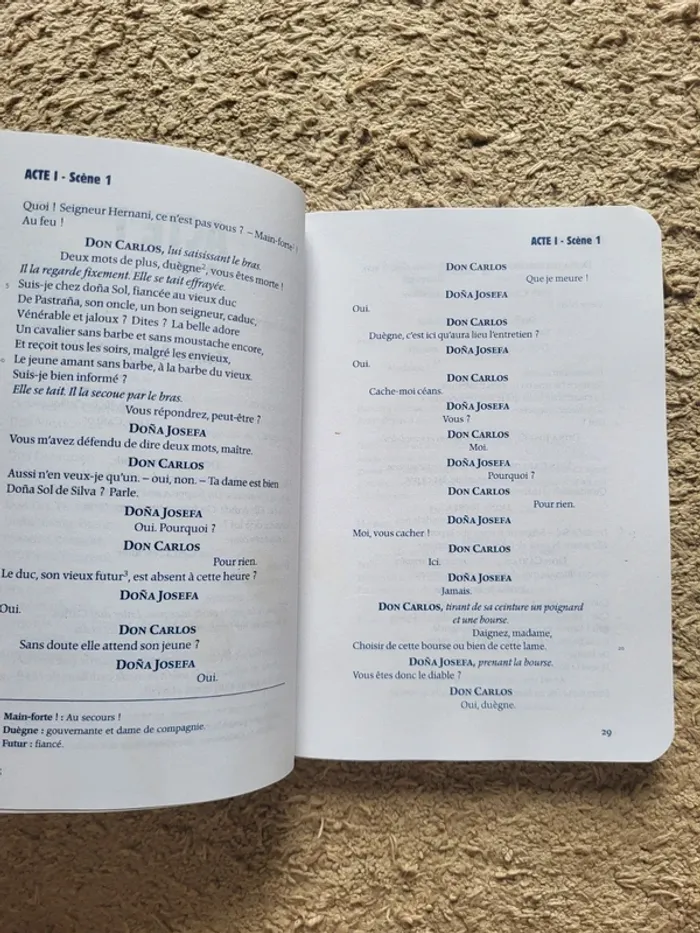 ACTE I - Scène 1
Quoi ! Seigneur Hernani, ce n'est pas vous ? – Main-forte !
Au feu !
DON CARLOS, lui saisissant le bras.
Deux mots de plus, duègne², vous êtes morte !
Il la regarde fixement. Elle se tait effrayée.
5 Suis-je chez doña Sol, fiancée au vieux duc
De Pastraña, son oncle, un bon seigneur, caduc,
Vénérable et jaloux ? Dites ? La belle adore
Un cavalier sans barbe et sans moustache encore,
Et reçoit tous les soirs, malgré les envieux,
Le jeune amant sans barbe, à la barbe du vieux.
Suis-je bien informé ?
Elle se tait. Il la secoue par le bras.
Vous répondrez, peut-être ?
DOÑA JOSEFA
Vous m'avez défendu de dire deux mots, maître.
DON CARLOS
Aussi n'en veux-je qu'un. – oui, non. – Ta dame est bien
Doña Sol de Silva ? Parle.
DOÑA JOSEFA
Oui. Pourquoi ?
DON CARLOS
Pour rien.
Le duc, son vieux futur³, est absent à cette heure ?
DOÑA JOSEFA
Oui.
DON CARLOS
Sans doute elle attend son jeune ?
DOÑA JOSEFA
Oui.
Main-forte ! : Au secours !
Duègne : gouvernante et dame de compagnie.
Futur : fiancé.
ACTE I - Scène 1
DON CARLOS
Que je meure !
DOÑA JOSEFA
Oui.
DON CARLOS
Duègne, c'est ici qu'aura lieu l'entretien ?
DOÑA JOSEFA
Oui.
DON CARLOS
Cache-moi céans.
DOÑA JOSEFA
Vous ?
DON CARLOS
Moi.
DOÑA JOSEFA
Pourquoi ?
DON CARLOS
Pour rien.
DOÑA JOSEFA
Moi, vous cacher !
DON CARLOS
Ici.
DOÑA JOSEFA
Jamais.
DON CARLOS, tirant de sa ceinture un poignard
et une bourse.
Daignez, madame,
Choisir de cette bourse ou bien de cette lame.
DOÑA JOSEFA, prenant la bourse.
Vous êtes donc le diable ?
DON CARLOS
Oui, duègne.
29